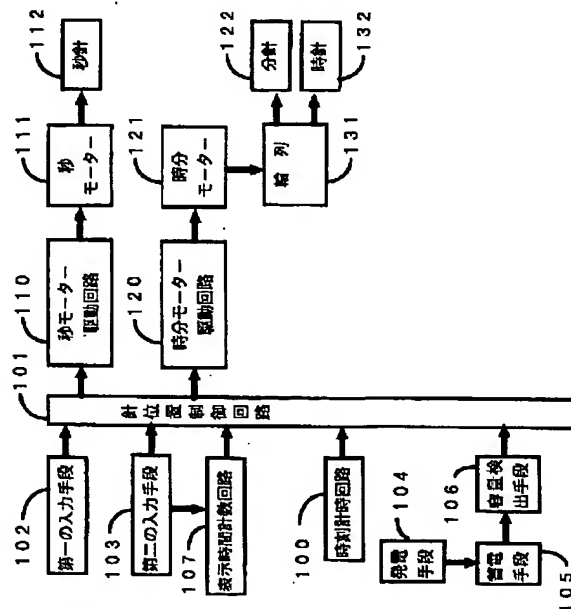 101
針位置制御回路
102
第一の入力手段
103
第二の入力手段
107
表示時間計数回路
100
時刻計時回路
104
発電
手段
105
蓄電
手段
106
容量検
出手段
110
秒モーター
駆動回路
111
秒
モーター
112
秒針
120
時分モーター
駆動回路
121
時分
モーター
131
輪列
122
分針
132
時針